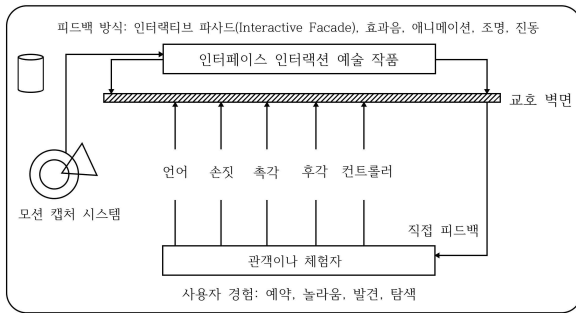 피드백 방식: 인터랙티브 파사드(Interactive Facade), 효과음, 애니메이션, 조명, 진동
인터페이스 인터랙션 예술 작품
교호 벽면
언어 손짓 촉각 후각 컨트롤러
모션 캡처 시스템
직접 피드백
관객이나 체험자
사용자 경험: 예약, 놀라움, 발견, 탐색